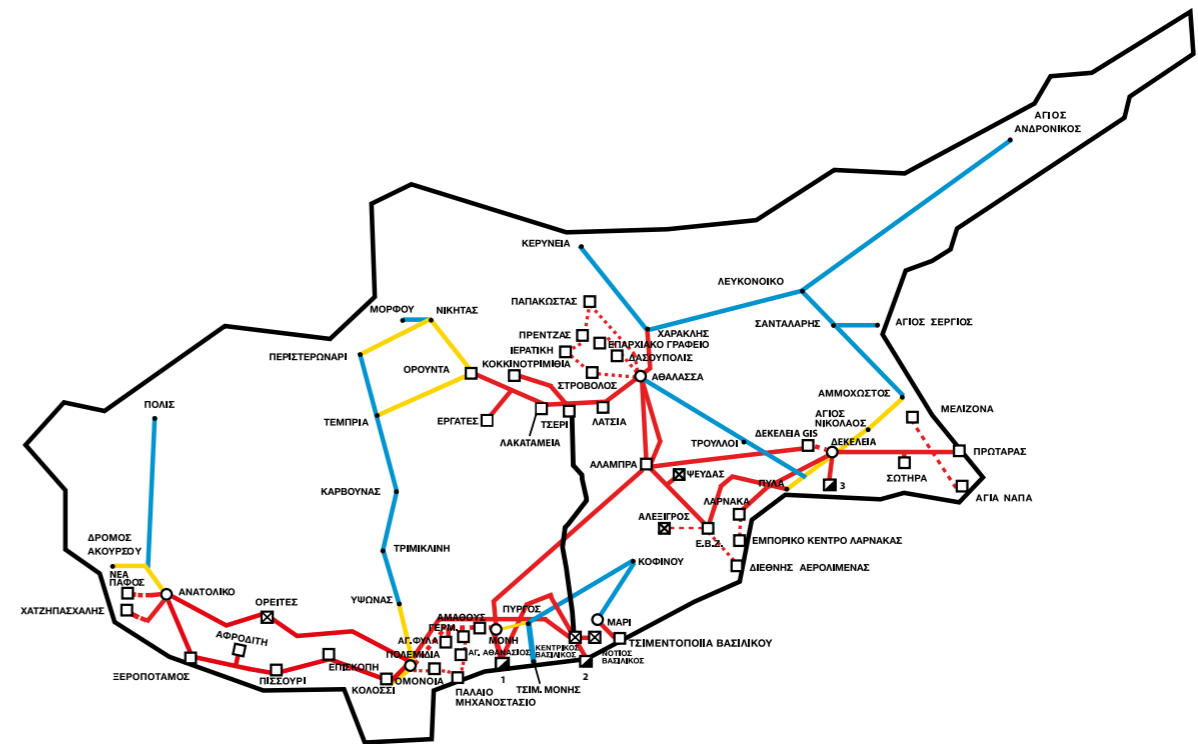 ΑΓΙΟΣ
ΑΝΔΡΟΝΙΚΟΣ
ΚΕΡΥΝΕΙΑ
ΛΕΥΚΟΝΟΙΚΟ
ΠΑΠΑΚΩΣΤΑΣ
ΜΟΡΦΟΥ
ΝΙΚΗΤΑΣ
ΧΑΡΑΚΛΗΣ
ΣΑΝΤΑΛΑΡΗΣ
ΑΓΙΟΣ ΣΕΡΓΙΟΣ
ΠΡΕΝΤΖΑΣ
ΕΠΑΡΧΙΑΚΟ ΓΡΑΦΕΙΟ
ΙΕΡΑΤΙΚΗ
ΔΑΣΟΥΠΟΛΙΣ
ΠΕΡΙΣΤΕΡΩΝΑΡΙ
ΚΟΚΚΙΝΟΤΡΙΜΙΘΙΑ
ΟΡΟΥΝΤΑ
ΣΤΡΟΒΟΛΟΣ
ΑΘΑΛΑΣΣΑ
ΑΜΜΟΧΩΣΤΟΣ
ΠΟΛΙΣ
ΜΕΛΙΖΟΝΑ
ΤΕΜΠΡΙΑ
ΕΡΓΑΤΕΣ
ΤΣΕΡΙ
ΛΑΤΣΙΑ
ΛΑΚΑΤΑΜΕΙΑ
ΑΓΙΟΣ
ΝΙΚΟΛΑΟΣ
ΔΕΚΕΛΕΙΑ GIS
ΔΕΚΕΛΕΙΑ
ΤΡΟΥΛΛΟΙ
ΠΡΩΤΑΡΑΣ
ΑΛΑΜΠΡΑ
ΨΕΥΔΑΣ
ΣΩΤΗΡΑ
ΠΥΛΑ
3
ΚΑΡΒΟΥΝΑΣ
ΛΑΡΝΑΚΑ
ΑΓΙΑ ΝΑΠΑ
ΑΛΕΞΙΓΡΟΣ
Ε.Β.Ζ.
ΕΜΠΟΡΙΚΟ ΚΕΝΤΡΟ ΛΑΡΝΑΚΑΣ
ΔΡΟΜΟΣ
ΑΚΟΥΡΣΟΥ
ΤΡΙΜΙΚΛΙΝΗ
ΚΟΦΙΝΟΥ
ΔΙΕΘΝΗΣ ΑΕΡΟΛΙΜΕΝΑΣ
ΝΕΑ
ΠΑΦΟΣ
ΑΝΑΤΟΛΙΚΟ
ΧΑΤΖΗΠΑΣΧΑΛΗΣ
ΟΡΕΙΤΕΣ
ΥΨΩΝΑΣ
ΑΜΑΘΟΥΣ
ΠΥΡΓΟΣ
ΜΑΡΙ
ΓΕΡΜ.
ΑΦΡΟΔΙΤΗ
ΑΓ.ΦΥΛΑ
ΜΟΝΗ
ΤΣΙΜΕΝΤΟΠΟΙΙΑ ΒΑΣΙΛΙΚΟΥ
ΠΟΛΕΜΙΔΙΑ
ΑΓ. ΑΘΑΝΑΣΙΟΣ
ΚΕΝΤΡΙΚΟΣ
ΒΑΣΙΛΙΚΟΣ
ΝΟΤΙΟΣ
ΒΑΣΙΛΙΚΟΣ
ΞΕΡΟΠΟΤΑΜΟΣ
ΠΙΣΣΟΥΡΙ
ΕΠΙΣΚΟΠΗ
ΚΟΛΟΣΣΙ
ΟΜΟΝΟΙΑ
1
2
ΠΑΛΑΙΟ
ΜΗΧΑΝΟΣΤΑΣΙΟ
ΤΣΙΜ. ΜΟΝΗΣ